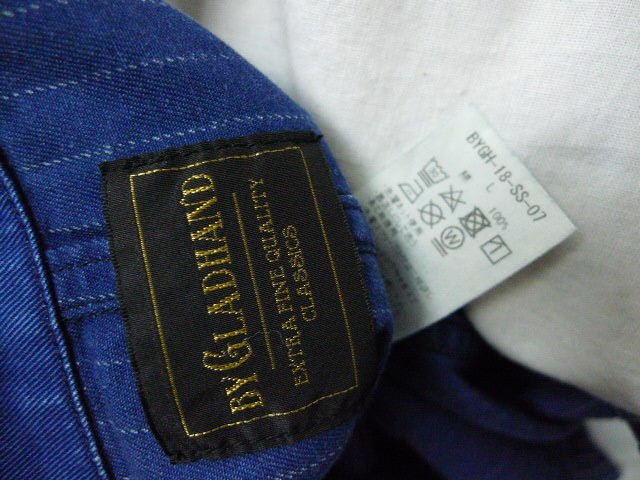 BY GLADHAND
EXTRA FINE QUALITY
CLASSICS
BYGH-18-SS-07
M L
100%